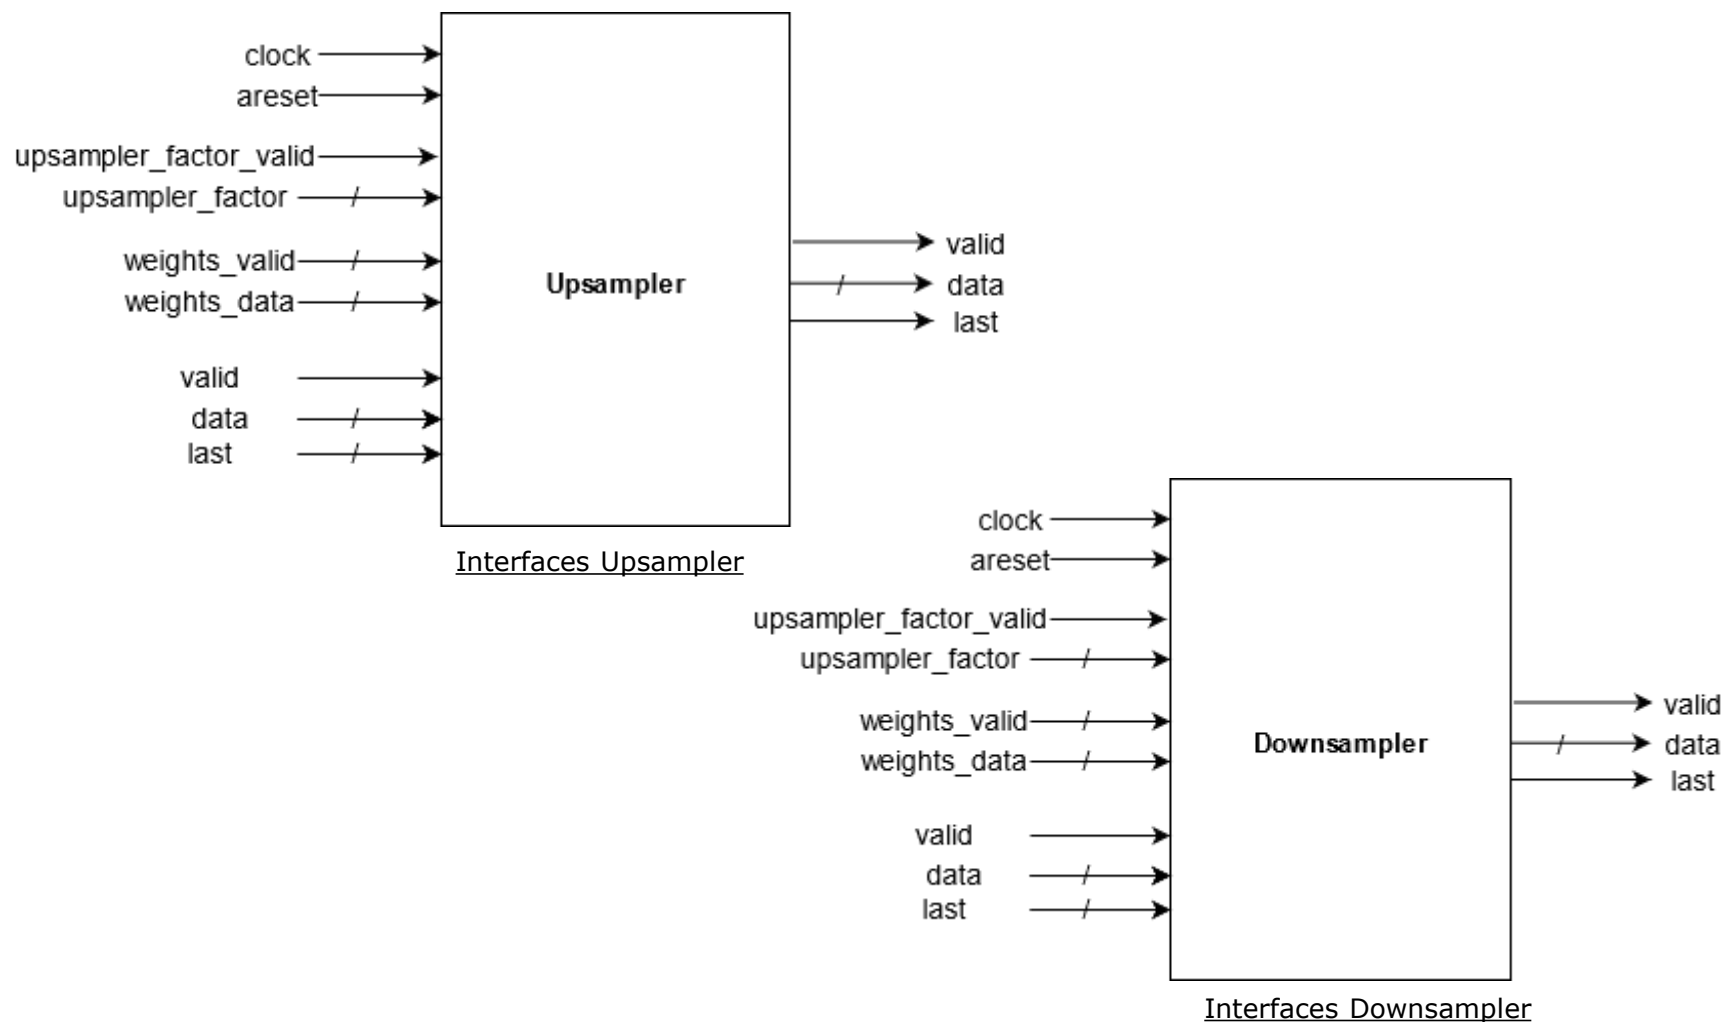 clock
areset
upsampler_factor_valid
upsampler_factor
weights_valid
weights_data
valid
data
last
Upsampler
valid
data
last
Interfaces Upsampler
clock
areset
upsampler_factor_valid
upsampler_factor
weights_valid
weights_data
valid
data
last
Downsampler
valid
data
last
Interfaces Downsampler